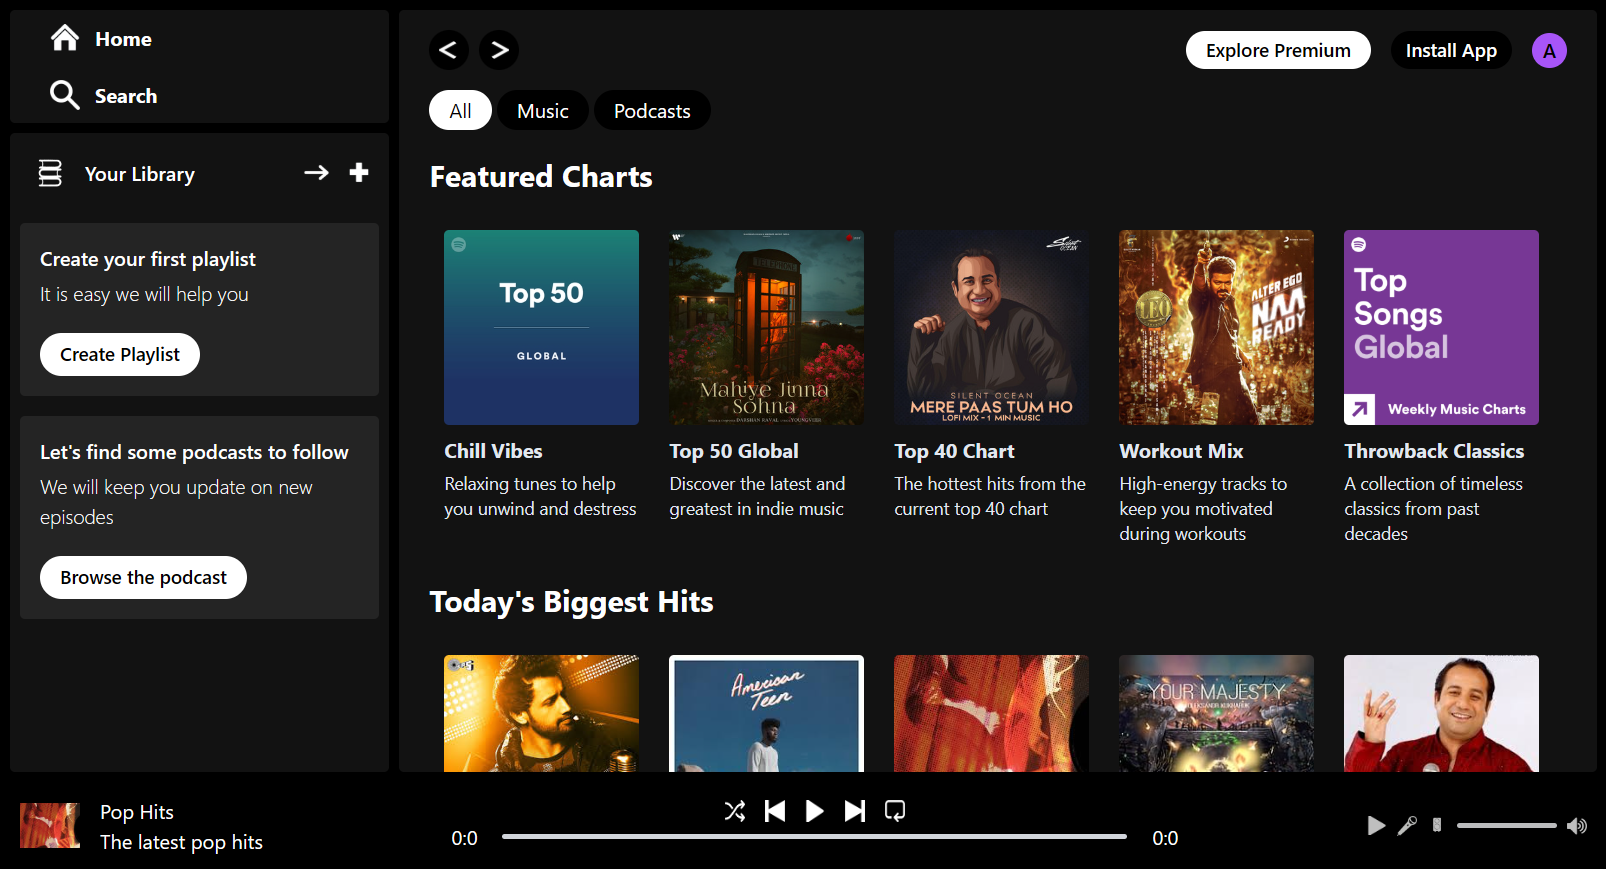 Home
Search
Your Library
Create your first playlist
It is easy we will help you
Create Playlist
Let's find some podcasts to follow
We will keep you update on new
episodes
Browse the podcast
< >
Explore Premium
Install App
A
All
Music
Podcasts
Featured Charts
Top 50
GLOBAL
Chill Vibes
Relaxing tunes to help
you unwind and destress
TELEPHONE
Mahiye Jinna
Sohna
Top 50 Global
Discover the latest and
greatest in indie music
Silent
OCEAN
SILENT OCEAN
MERE PAAS TUM HO
LOFI MIX - 1 MIN MUSIC
Top 40 Chart
The hottest hits from the
current top 40 chart
LEO
ALTER EGO
NAA
READY
Workout Mix
High-energy tracks to
keep you motivated
during workouts
Top
Songs
Global
Weekly Music Charts
Throwback Classics
A collection of timeless
classics from past
decades
Today's Biggest Hits
American
Teen
YOUR MAJESTY
Pop Hits
The latest pop hits
0:0
0:0